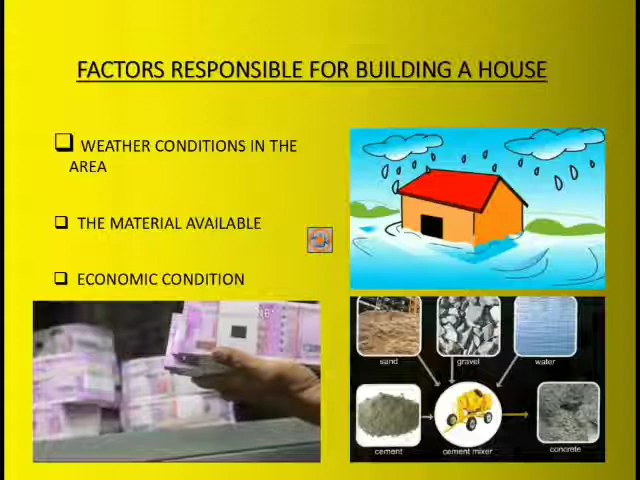 FACTORS RESPONSIBLE FOR BUILDING A HOUSE
WEATHER CONDITIONS IN THE
AREA
THE MATERIAL AVAILABLE
ECONOMIC CONDITION
sand gravel water
cement cement mixer concrete